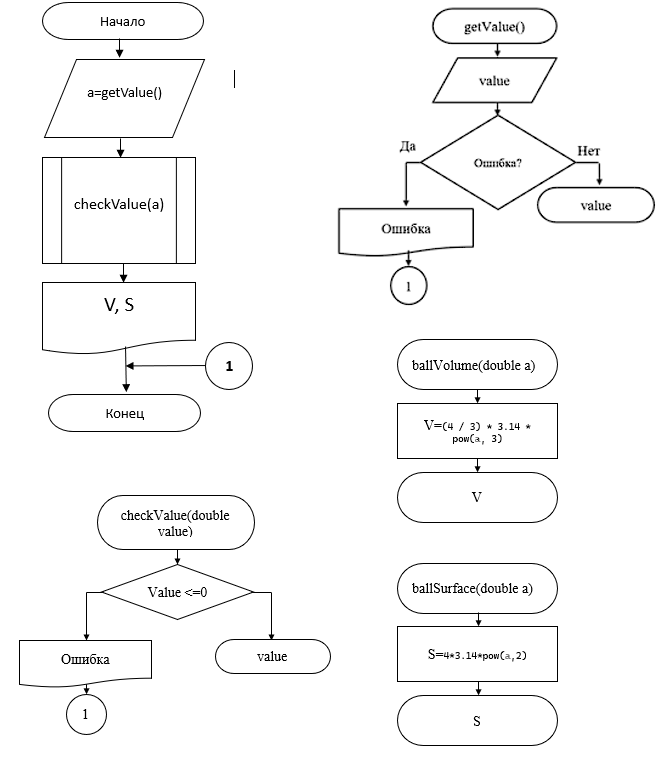 Начало
a=getValue()
checkValue(a)
V, S
1
Конец
getValue()
value
Да
Ошибка?
Нет
value
Ошибка
1
ballVolume(double a)
V=(4 / 3) * 3.14 *
pow(a, 3)
V
checkValue(double
value)
Value <=0
Ошибка
value
1
ballSurface(double a)
S=4*3.14*pow(a,2)
S